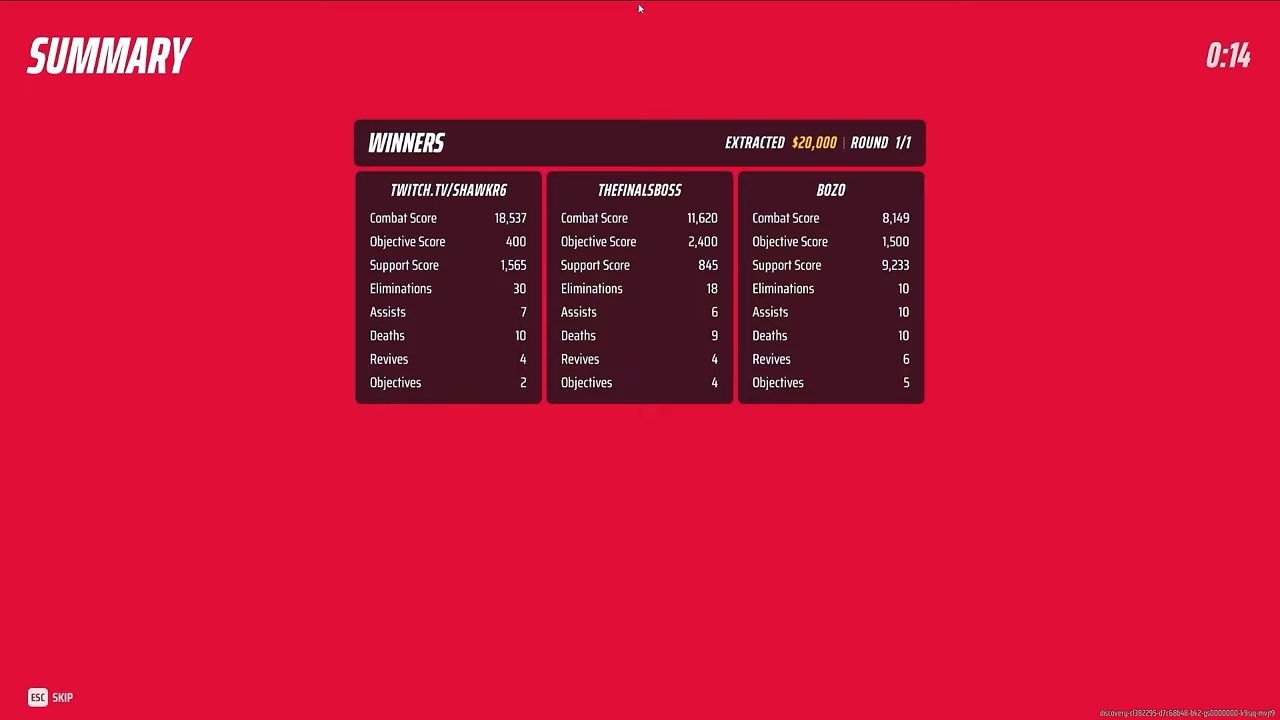 SUMMARY
0:14
WINNERS
EXTRACTED $20,000 | ROUND 1/1
TWITCH.TV/SHAWKR6
Combat Score 18,537
Objective Score 400
Support Score 1,565
Eliminations 30
Assists 7
Deaths 10
Revives 4
Objectives 2
THEFINALSBOSS
Combat Score 11,620
Objective Score 2,400
Support Score 845
Eliminations 18
Assists 6
Deaths 9
Revives 4
Objectives 4
BOZO
Combat Score 8,149
Objective Score 1,500
Support Score 9,233
Eliminations 10
Assists 10
Deaths 10
Revives 6
Objectives 5
ESC SKIP